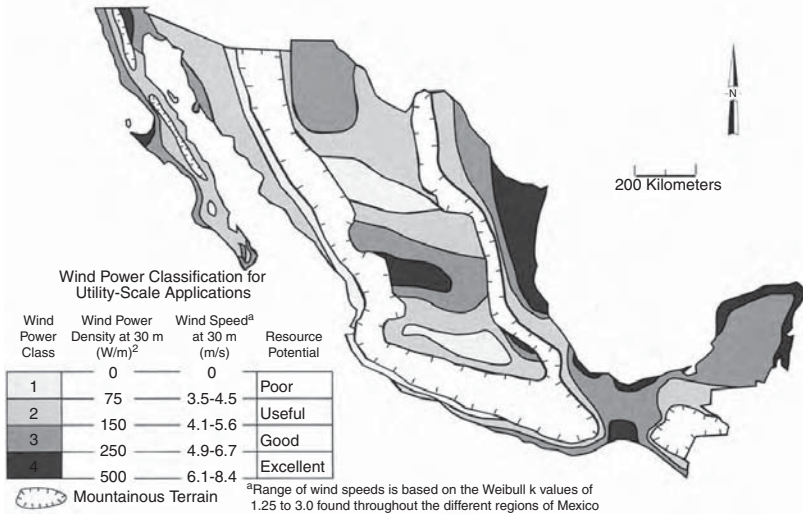 N
200 Kilometers
Wind Power Classification for
Utility-Scale Applications
Wind Power Class
Wind Power Density at 30 m (W/m)2
Wind Speeda at 30 m (m/s)
Resource Potential
0 0
1 Poor
75 3.5-4.5
2 Useful
150 4.1-5.6
3 Good
250 4.9-6.7
4 Excellent
500 6.1-8.4
Mountainous Terrain
aRange of wind speeds is based on the Weibull k values of
1.25 to 3.0 found throughout the different regions of Mexico